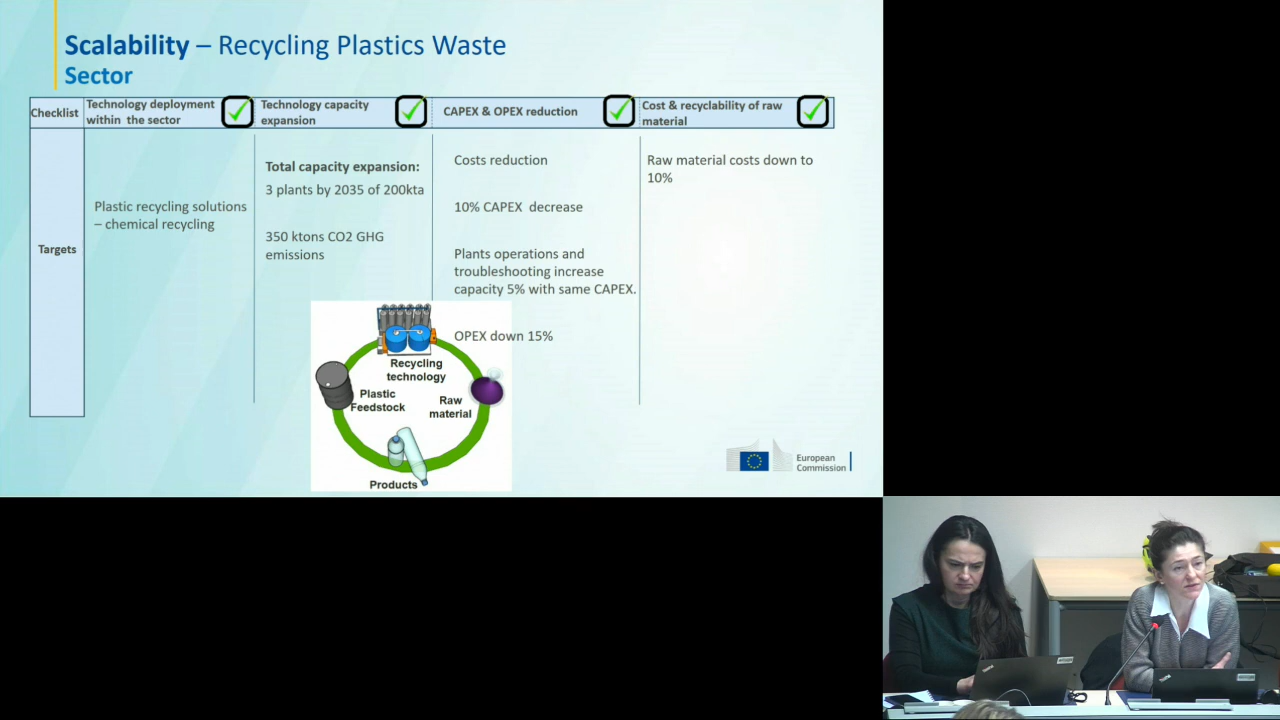 Scalability – Recycling Plastics Waste
Sector
Checklist
Technology deployment
within the sector
Technology capacity
expansion
CAPEX & OPEX reduction
Cost & recyclability of raw
material
Targets
Plastic recycling solutions
– chemical recycling
Total capacity expansion:
3 plants by 2035 of 200kta
350 ktons CO2 GHG
emissions
Costs reduction
10% CAPEX decrease
Plants operations and
troubleshooting increase
capacity 5% with same CAPEX.
OPEX down 15%
Raw material costs down to
10%
Recycling
technology
Plastic
Feedstock
Raw
material
Products
European
Commission